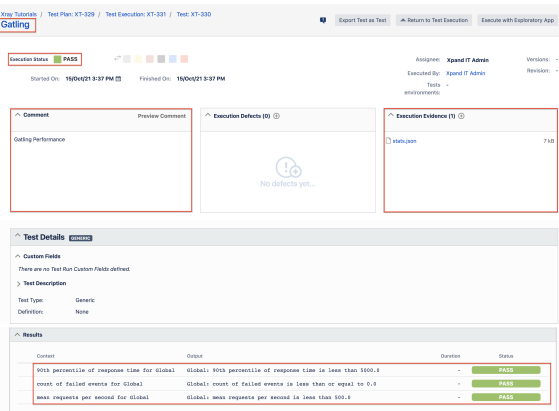 Xray Tutorials / Test Plan: XT-329 / Test Execution: XT-331 / Test: XT-330
Gatling
Export Test as Test
Return to Test Execution
Execute with Exploratory App
Execution Status PASS
Assignee: Xpand IT Admin
Versions: -
Executed By: Xpand IT Admin
Revision: -
Started On: 15/Oct/21 3:37 PM Finished On: 15/Oct/21 3:37 PM
Tests environments: -
Comment Preview Comment
Gatling Performance
Execution Defects (0)
No defects yet...
Execution Evidence (1)
stats.json 7 kB
Test Details GENERIC
Custom Fields
There are no Test Run Custom Fields defined.
Test Description
Test Type: Generic
Definition: None
Results
Context Output Duration Status
90th percentile of response time for Global Global: 90th percentile of response time is less than 5000.0 - PASS
count of failed events for Global Global: count of failed events is less than or equal to 0.0 - PASS
mean requests per second for Global Global: mean requests per second is less than 500.0 - PASS